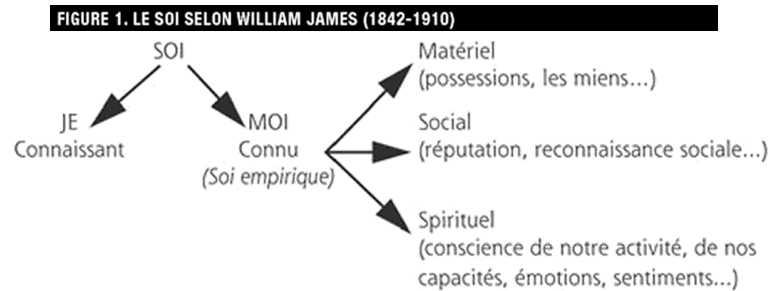 FIGURE 1. LE SOI SELON WILLIAM JAMES (1842-1910)
SOI
JE
Connaissant
MOI
Connu
(Soi empirique)
Matériel
(possessions, les miens...)
Social
(réputation, reconnaissance sociale...)
Spirituel
(conscience de notre activité, de nos
capacités, émotions, sentiments...)